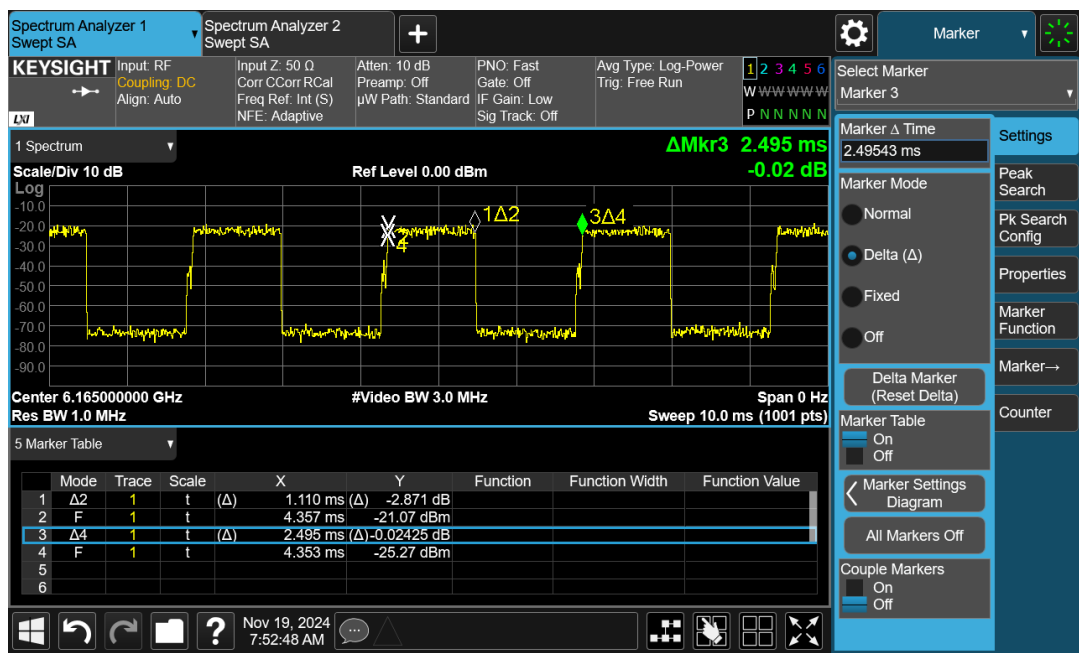 Spectrum Analyzer 1
Swept SA
Spectrum Analyzer 2
Swept SA
Marker
KEYSIGHT
LXI
Input: RF
Coupling: DC
Align: Auto
Input Z: 50 Ω
Corr CCorr RCal
Freq Ref: Int (S)
NFE: Adaptive
Atten: 10 dB
Preamp: Off
µW Path: Standard
PNO: Fast
Gate: Off
IF Gain: Low
Sig Track: Off
Avg Type: Log-Power
Trig: Free Run
1 2 3 4 5 6
W W W W W W
P N N N N N
Select Marker
Marker 3
1 Spectrum
ΔMkr3 2.495 ms
-0.02 dB
Scale/Div 10 dB
Ref Level 0.00 dBm
Log
-10.0
-20.0
-30.0
-40.0
-50.0
-60.0
-70.0
-80.0
-90.0
1Δ2
3Δ4
4
Center 6.165000000 GHz
#Video BW 3.0 MHz
Span 0 Hz
Res BW 1.0 MHz
Sweep 10.0 ms (1001 pts)
5 Marker Table
Mode Trace Scale X Y Function Function Width Function Value
1 Δ2 1 t (Δ) 1.110 ms (Δ) -2.871 dB
2 F 1 t 4.357 ms -21.07 dBm
3 Δ4 1 t (Δ) 2.495 ms (Δ) -0.02425 dB
4 F 1 t 4.353 ms -25.27 dBm
5
6
Marker Δ Time
2.49543 ms
Marker Mode
Normal
Delta (Δ)
Fixed
Off
Delta Marker
(Reset Delta)
Marker Table
On
Off
Marker Settings
Diagram
All Markers Off
Couple Markers
On
Off
Settings
Peak
Search
Pk Search
Config
Properties
Marker
Function
Marker→
Counter
?
Nov 19, 2024
7:52:48 AM